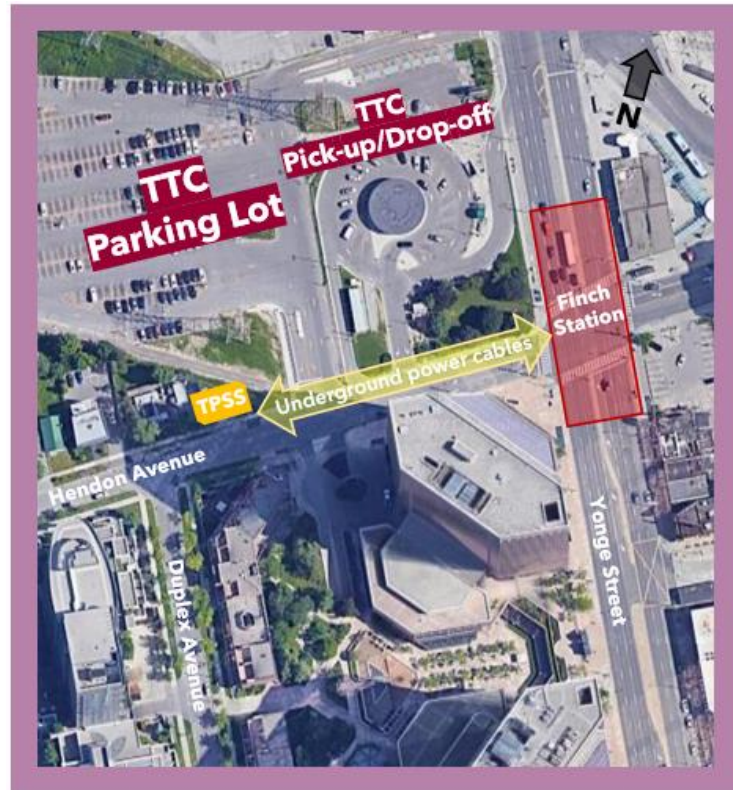 N
TTC
Pick-up/Drop-off
TTC
Parking Lot
Finch
Station
Underground power cables
TPSS
Hendon Avenue
Duplex Avenue
Yonge Street